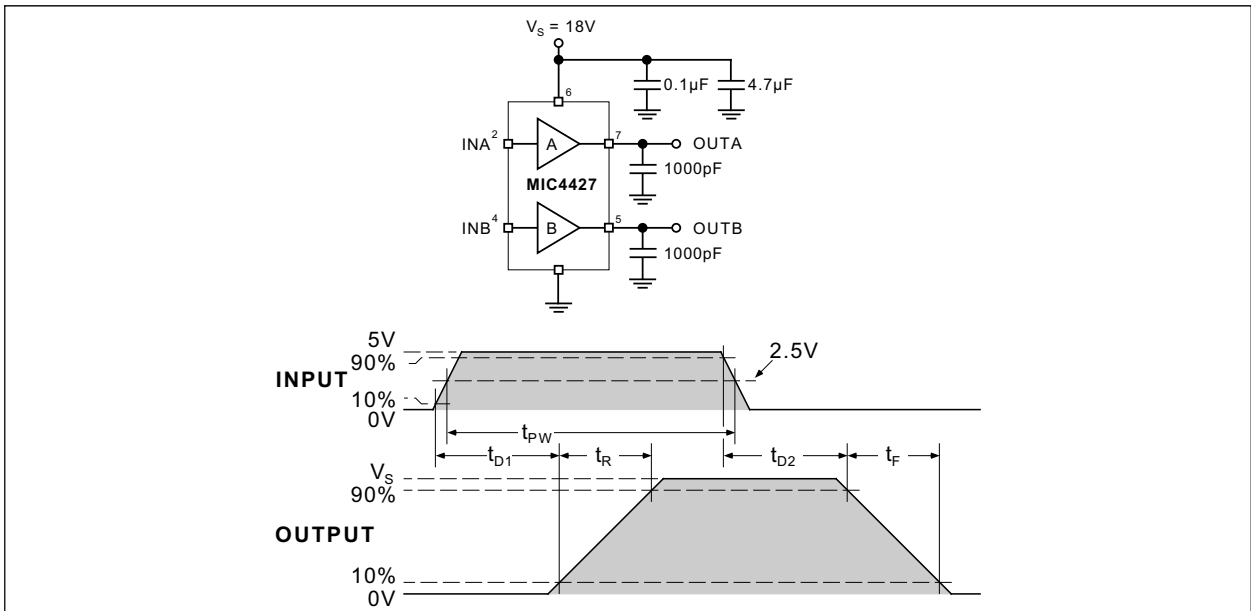 V_S = 18V
6
0.1µF 4.7µF
INA 2 A 7 OUTA
1000pF
MIC4427
INB 4 B 5 OUTB
1000pF
5V
90%
2.5V
INPUT
10%
0V
t_PW
t_D1 t_R t_D2 t_F
V_S
90%
OUTPUT
10%
0V